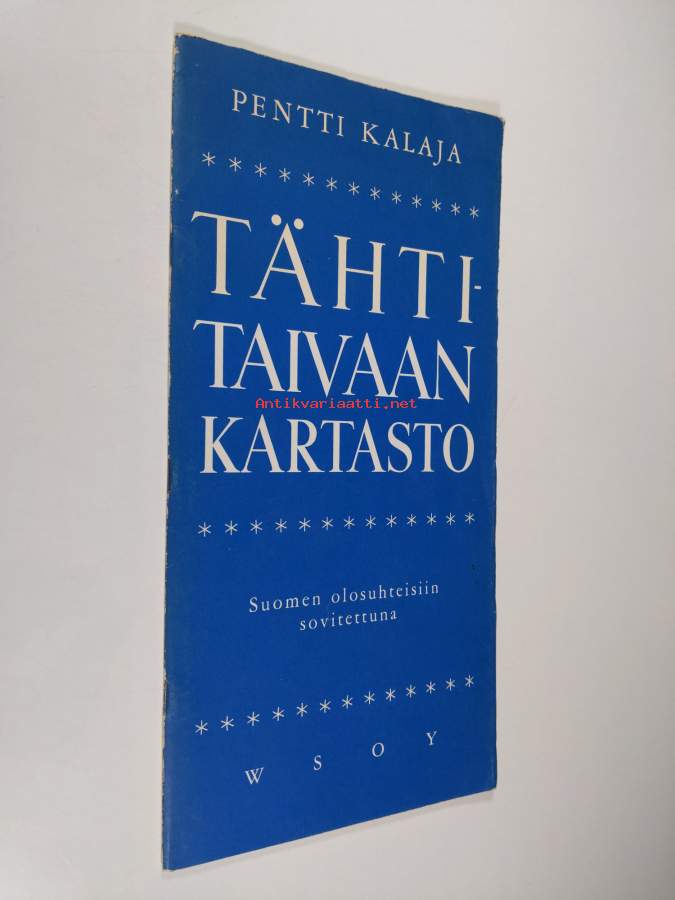 PENTTI KALAJA
* * * * * * * * * * * *
TÄHTI-
TAIVAAN
Antikvariaatti.net
KARTASTO
* * * * * * * * * * * *
Suomen olosuhteisiin
sovitettuna
* * * * * * * * * * * *
W S O Y